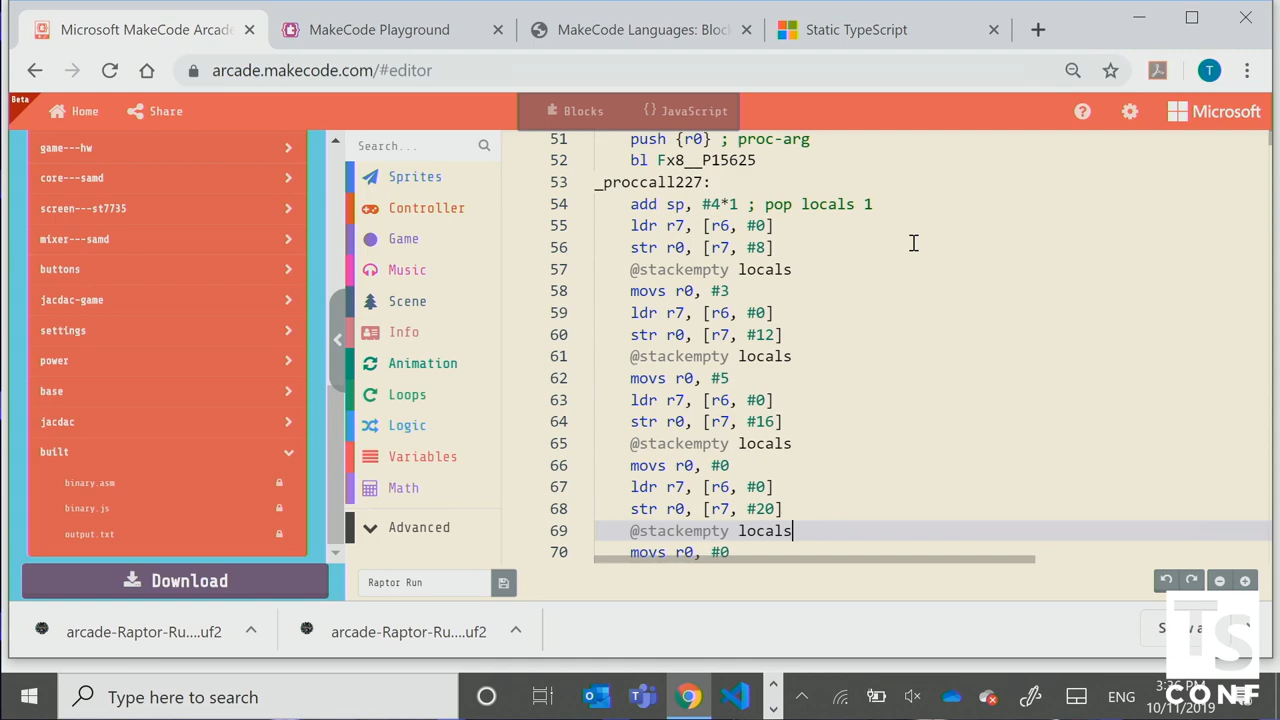 Microsoft MakeCode Arcade
MakeCode Playground
MakeCode Languages: Bloc
Static TypeScript
arcade.makecode.com/#editor
T
Beta
Home
Share
Blocks
{} JavaScript
Microsoft
game---hw
core---samd
screen---st7735
mixer---samd
buttons
jacdac-game
settings
power
base
jacdac
built
binary.asm
binary.js
output.txt
Download
Search...
Sprites
Controller
Game
Music
Scene
Info
Animation
Loops
Logic
Variables
Math
Advanced
Raptor Run
51 push {r0} ; proc-arg
52 bl Fx8__P15625
53 _proccall227:
54 add sp, #4*1 ; pop locals 1
55 ldr r7, [r6, #0]
56 str r0, [r7, #8]
57 @stackempty locals
58 movs r0, #3
59 ldr r7, [r6, #0]
60 str r0, [r7, #12]
61 @stackempty locals
62 movs r0, #5
63 ldr r7, [r6, #0]
64 str r0, [r7, #16]
65 @stackempty locals
66 movs r0, #0
67 ldr r7, [r6, #0]
68 str r0, [r7, #20]
69 @stackempty locals
70 movs r0, #0
arcade-Raptor-Ru....uf2
arcade-Raptor-Ru....uf2
TS
CONF
Type here to search
ENG
10/11/2019